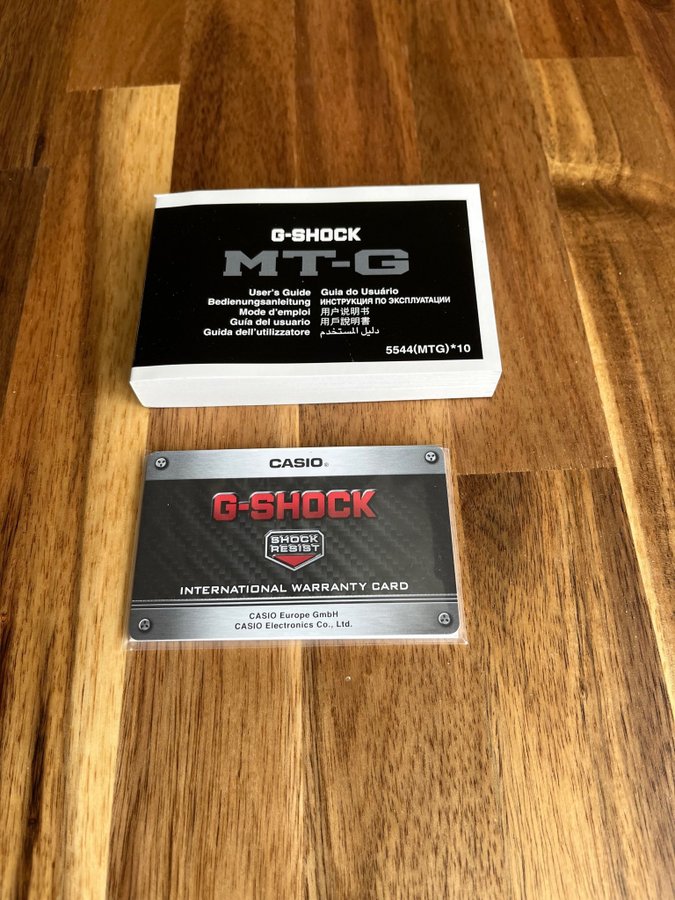 G-SHOCK
MT-G
User's Guide Guia do Usuário
Bedienungsanleitung ИНСТРУКЦИЯ ПО ЭКСПЛУАТАЦИИ
Mode d'emploi 用户说明书
Guía del usuario 用戶說明書
Guida dell'utilizzatore دليل المستخدم
5544(MTG)*10
CASIO®
G-SHOCK
SHOCK
RESIST
INTERNATIONAL WARRANTY CARD
CASIO Europe GmbH
CASIO Electronics Co., Ltd.